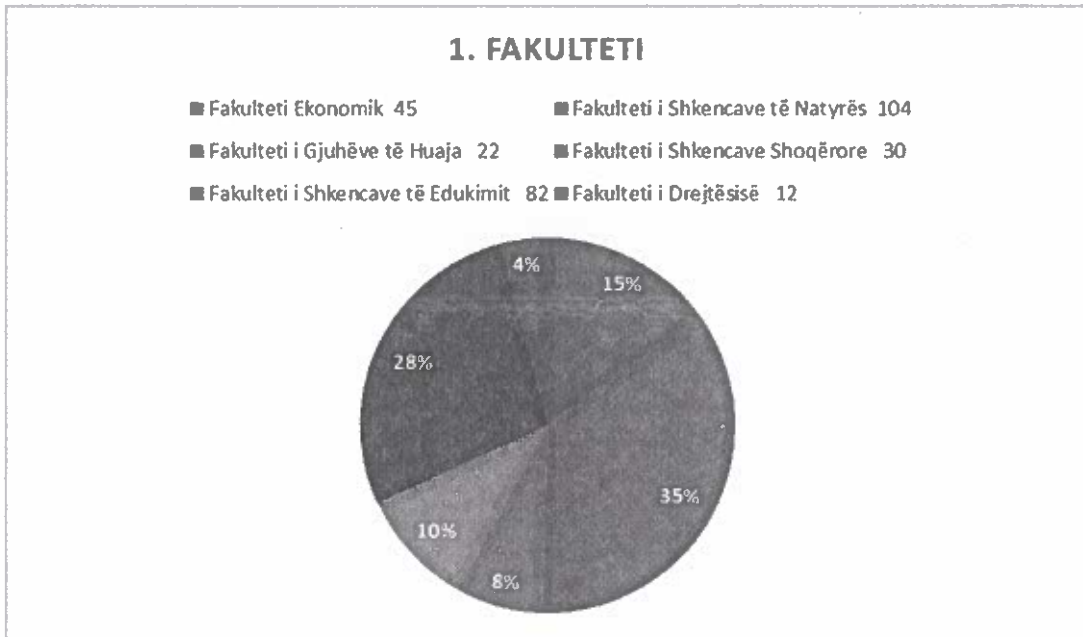 1. FAKULTETI
Fakulteti Ekonomik 45
Fakulteti i Shkencave të Natyrës 104
Fakulteti i Gjuhëve të Huaja 22
Fakulteti i Shkencave Shoqërore 30
Fakulteti i Shkencave të Edukimit 82
Fakulteti i Drejtësisë 12
4%
15%
28%
35%
10%
8%